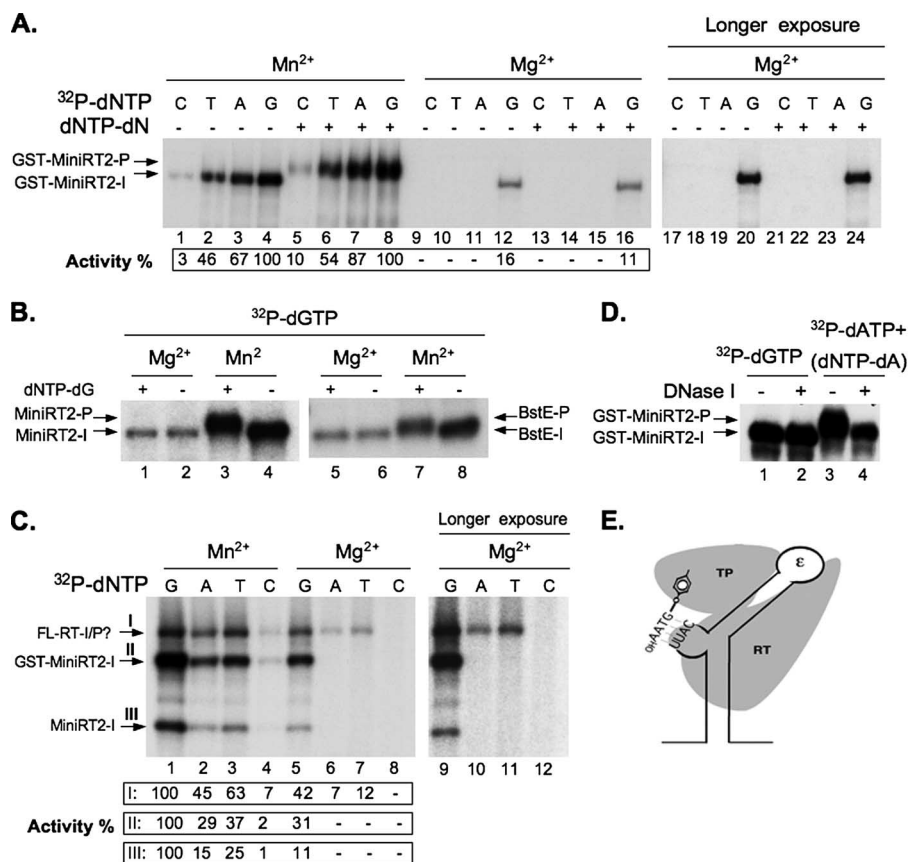 A.
Longer exposure
Mn2+ Mg2+ Mg2+
32P-dNTP C T A G C T A G C T A G C T A G C T A G C T A G
dNTP-dN - - - - + + + + - - - - + + + + - - - - + + + +
GST-MiniRT2-P
GST-MiniRT2-I
1 2 3 4 5 6 7 8 9 10 11 12 13 14 15 16 17 18 19 20 21 22 23 24
Activity % 3 46 67 100 10 54 87 100 - - - 16 - - - 11
B.
32P-dGTP
Mg2+ Mn2 Mg2+ Mn2+
dNTP-dG + - + - + - + -
MiniRT2-P BstE-P
MiniRT2-I BstE-I
1 2 3 4 5 6 7 8
D.
32P-dATP+
32P-dGTP (dNTP-dA)
DNase I - + - +
GST-MiniRT2-P
GST-MiniRT2-I
1 2 3 4
C.
Longer exposure
Mn2+ Mg2+ Mg2+
32P-dNTP G A T C G A T C G A T C
FL-RT-I/P? I
GST-MiniRT2-I II
MiniRT2-I III
1 2 3 4 5 6 7 8 9 10 11 12
I: 100 45 63 7 42 7 12 -
Activity % II: 100 29 37 2 31 - - -
III: 100 15 25 1 11 - - -
E.
TP
ε
OHAATG
UUAC
RT